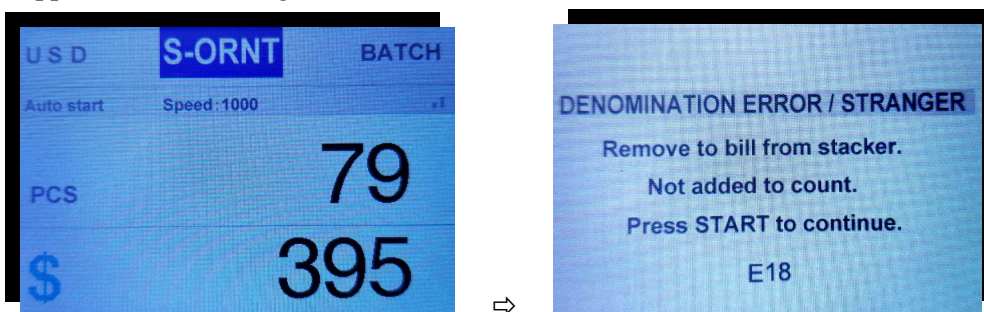 USD S-ORNT BATCH
Auto start Speed:1000
PCS 79
$ 395
⇨
DENOMINATION ERROR / STRANGER
Remove to bill from stacker.
Not added to count.
Press START to continue.
E18